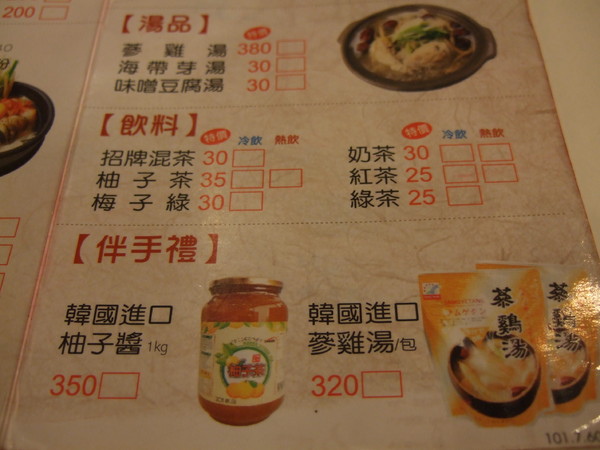 200
【湯品】 特價
蔘雞湯 380
海帶芽湯 30
味噌豆腐湯 30
【飲料】 特價 冷飲 熱飲 特價 冷飲 熱飲
招牌混茶 30 奶茶 30
柚子茶 35 紅茶 25
梅子綠 30 綠茶 25
【伴手禮】
韓國進口
柚子醬 1kg
350
韓國進口
蔘雞湯/包
320
蔘鷄湯
101.7.60